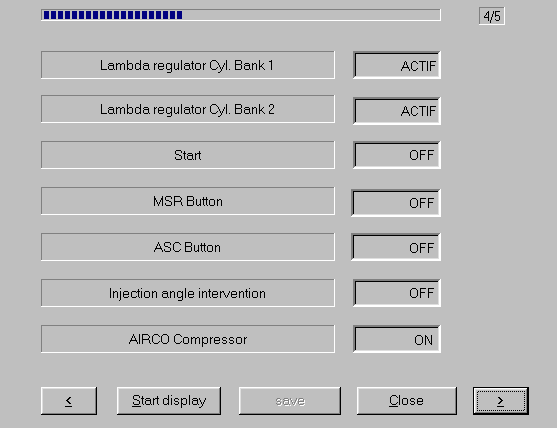 4/5
Lambda regulator Cyl. Bank 1 ACTIF
Lambda regulator Cyl. Bank 2 ACTIF
Start OFF
MSR Button OFF
ASC Button OFF
Injection angle intervention OFF
AIRCO Compressor ON
< Start display save Close >